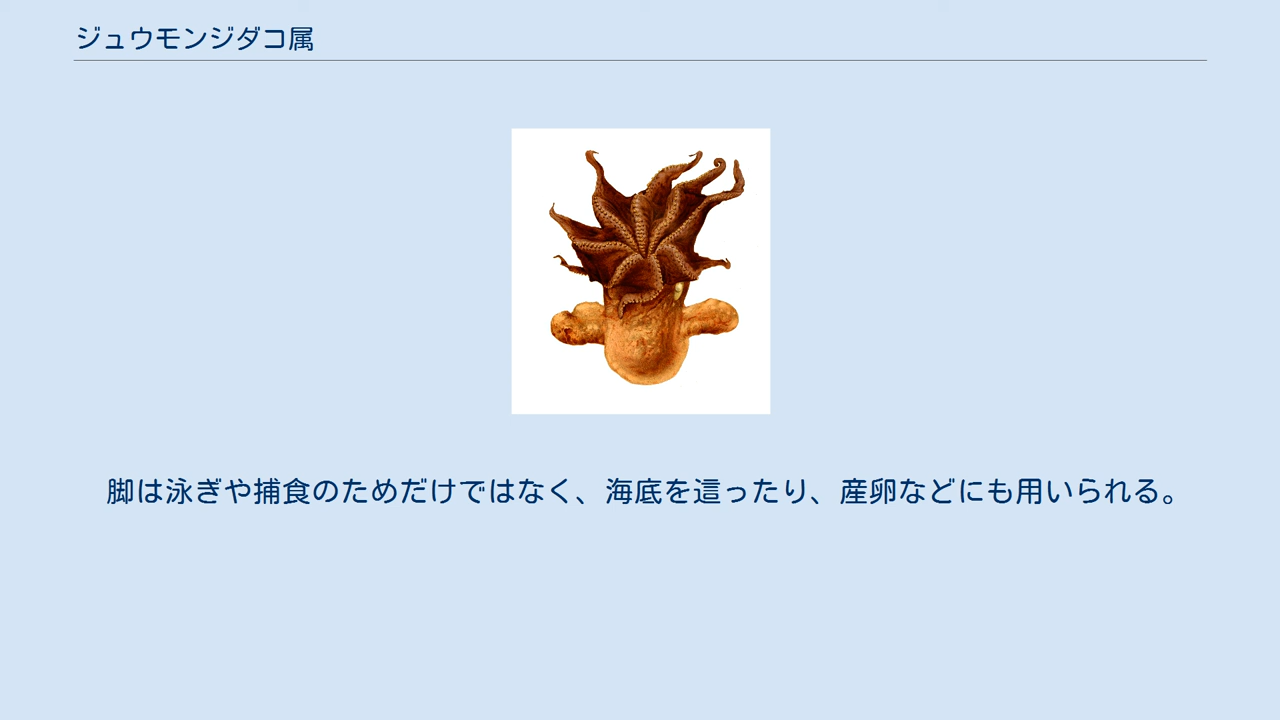 ジュウモンジダコ属
脚は泳ぎや捕食のためだけではなく、海底を這ったり、産卵などにも用いられる。